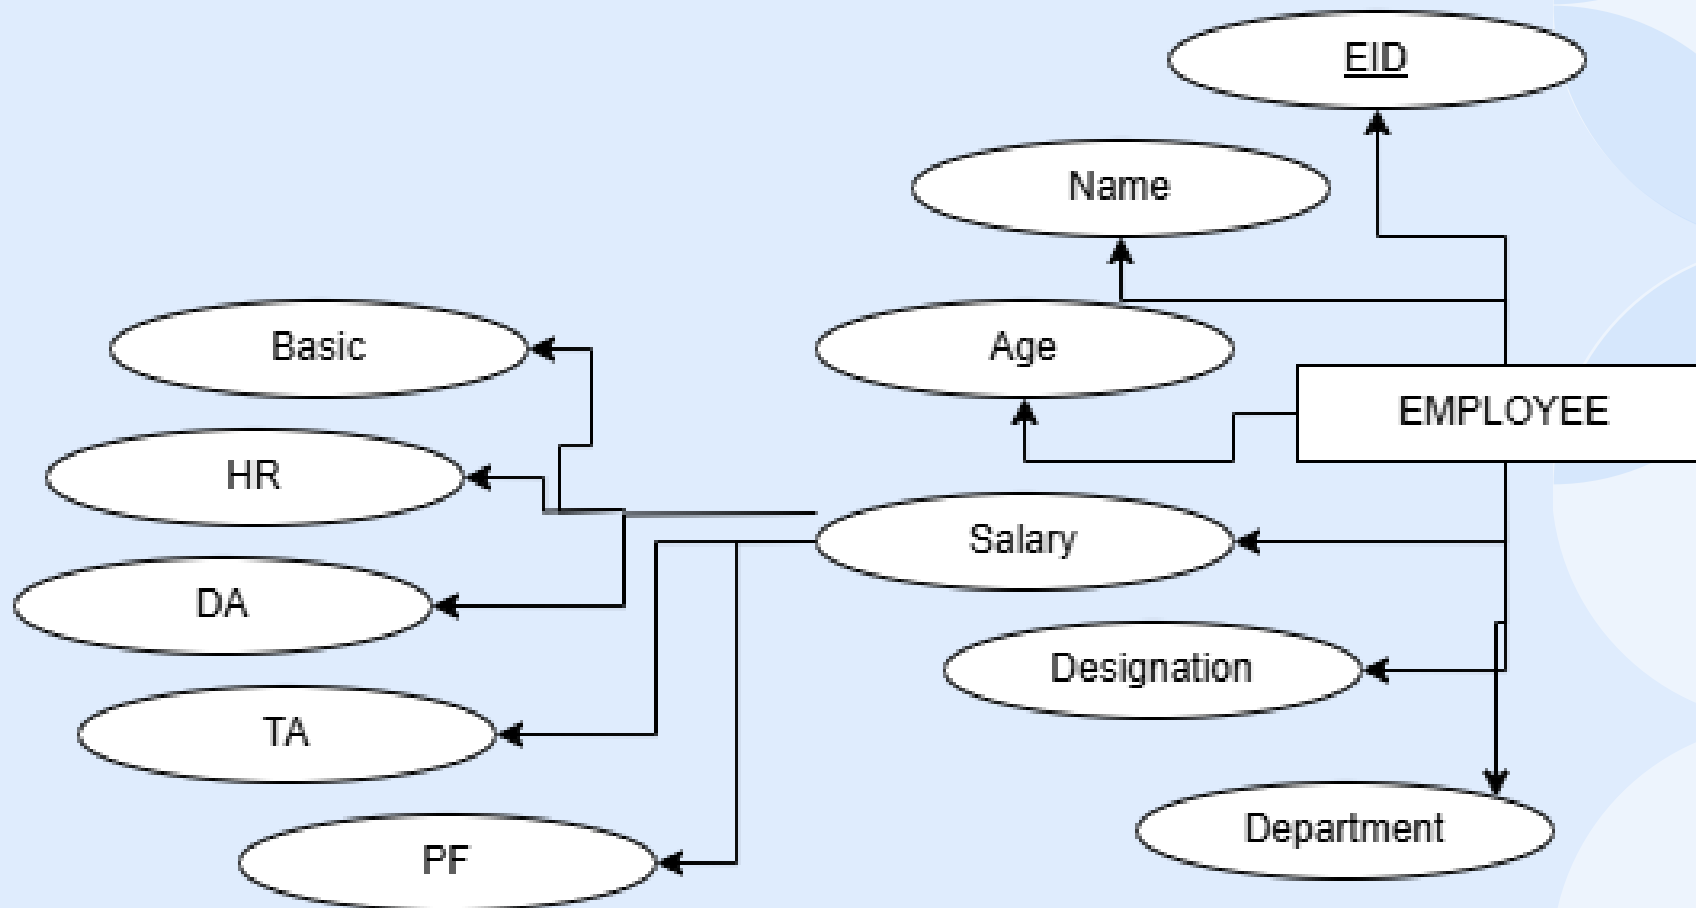 EID
Name
Basic
Age
EMPLOYEE
HR
Salary
DA
Designation
TA
Department
PF